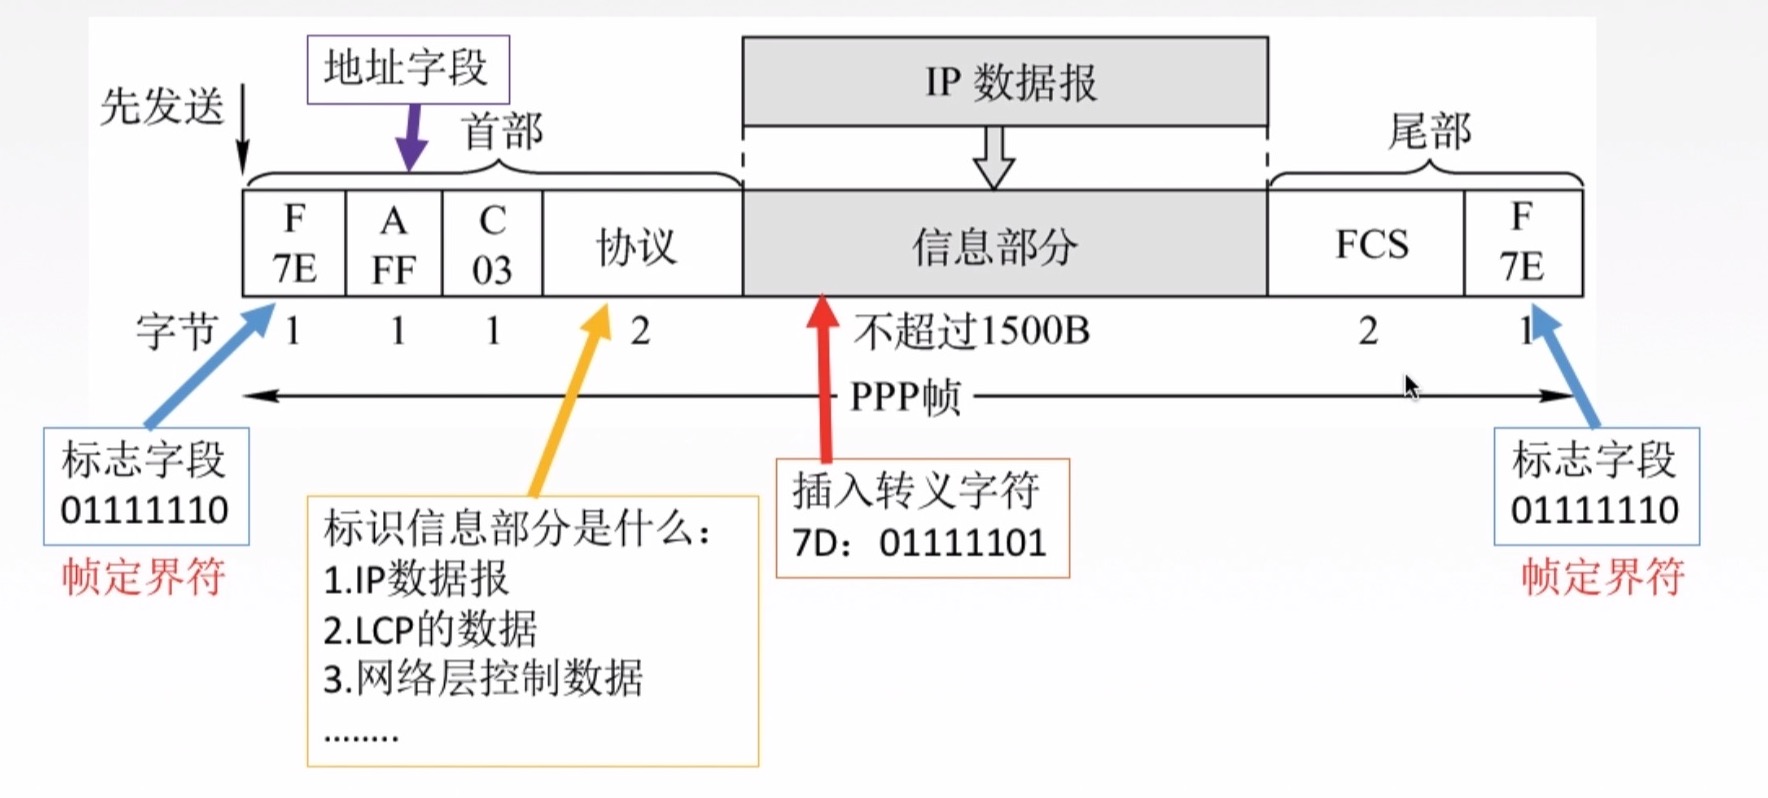 地址字段
IP 数据报
先发送
首部
尾部
F
7E
A
FF
C
03
协议
信息部分
FCS
F
7E
字节
1
1
1
2
不超过1500B
2
1
PPP帧
标志字段
01111110
帧定界符
标识信息部分是什么：
1.IP数据报
2.LCP的数据
3.网络层控制数据
........
插入转义字符
7D：01111101
标志字段
01111110
帧定界符